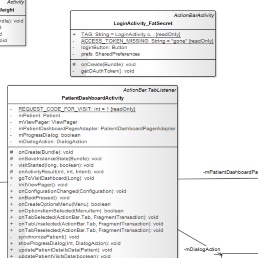 Activity
Weight
ndle): void
void
ActionBarActivity
LoginActivity_FatSecret
+ TAG: String = LoginActivity.c... {readOnly}
- ACCESS_TOKEN_MISSING: String = "gone" {readOnly}
- loginButton: Button
- prefs: SharedPreferences
# onCreate(Bundle): void
+ getOAuthToken(): void
ActionBar.TabListener
PatientDashboardActivity
- REQUEST_CODE_FOR_VISIT: int = 1 {readOnly}
- mPatient: Patient
- mViewPager: ViewPager
- mPatientDashboardPagerAdapter: PatientDashboardPagerAdapter
- mProgressDialog: boolean
- mDialogAction: DialogAction
# onCreate(Bundle): void
# onSaveInstanceState(Bundle): void
- visitStarted(long, boolean): void
# onActivityResult(int, int, Intent): void
+ goToVisitDashboard(Long): void
- initViewPager(): void
+ onConfigurationChanged(Configuration): void
+ onBackPressed(): void
+ onCreateOptionsMenu(Menu): boolean
+ onOptionsItemSelected(MenuItem): boolean
+ onTabSelected(ActionBar.Tab, FragmentTransaction): void
+ onTabUnselected(ActionBar.Tab, FragmentTransaction): void
+ onTabReselected(ActionBar.Tab, FragmentTransaction): void
- synchronizePatient(): void
+ showProgressDialog(int, DialogAction): void
+ updatePatientDetailsData(Patient): void
+ updatePatientVisitsData(boolean): void
-mPatientDashboardPa
-mDialogAction